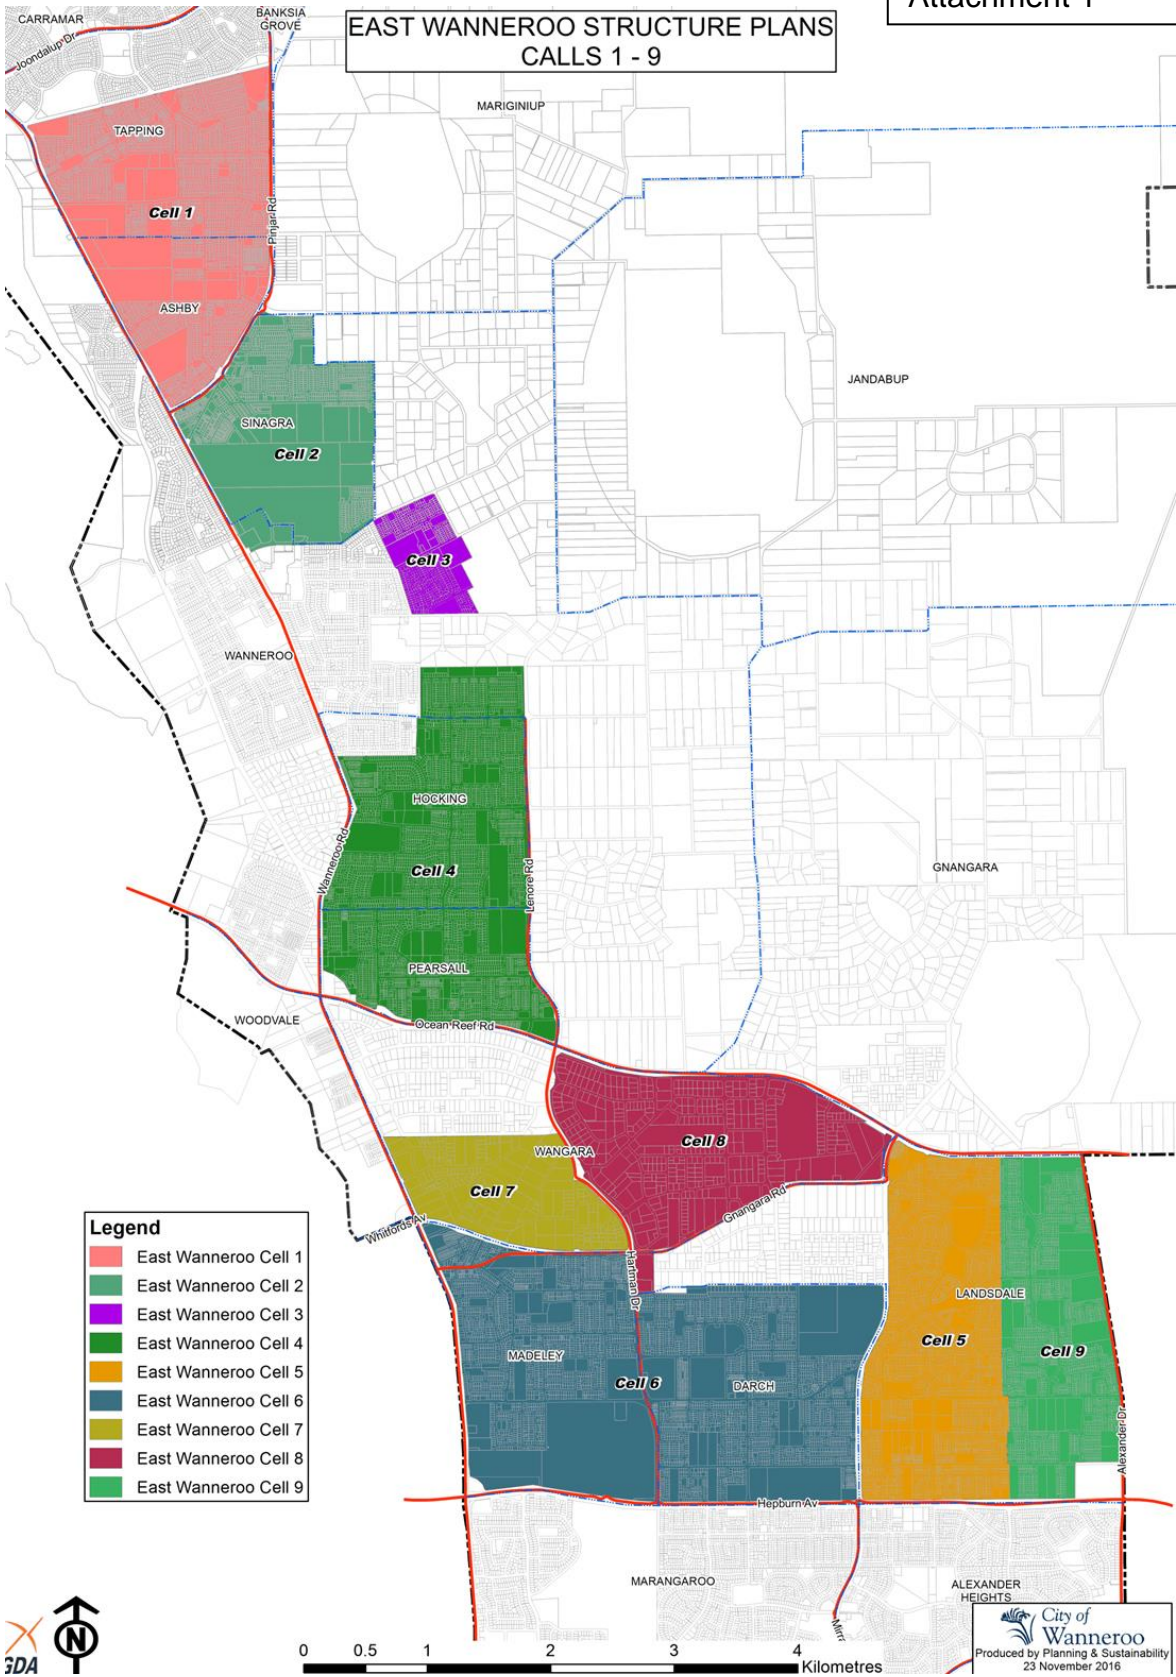 Attachment 1
CARRAMAR
BANKSIA
GROVE
EAST WANNEROO STRUCTURE PLANS
CALLS 1 - 9
Joondalup Dr
MARIGINIUP
TAPPING
Cell 1
Pinjar Rd
ASHBY
JANDABUP
SINAGRA
Cell 2
Cell 3
WANNEROO
HOCKING
Wanneroo Rd
Cell 4
Lenore Rd
GNANGARA
PEARSALL
WOODVALE
Ocean Reef Rd
Cell 8
WANGARA
Cell 7
Gnangara Rd
Whitfords Av
Hartman Dr
LANDSDALE
Cell 5
Cell 9
MADELEY
Cell 6
DARCH
Alexander Dr
Hepburn Av
MARANGAROO
ALEXANDER
HEIGHTS
Mirra
Legend
East Wanneroo Cell 1
East Wanneroo Cell 2
East Wanneroo Cell 3
East Wanneroo Cell 4
East Wanneroo Cell 5
East Wanneroo Cell 6
East Wanneroo Cell 7
East Wanneroo Cell 8
East Wanneroo Cell 9
GDA
N
0 0.5 1 2 3 4
Kilometres
City of
Wanneroo
Produced by Planning & Sustainability
23 November 2016